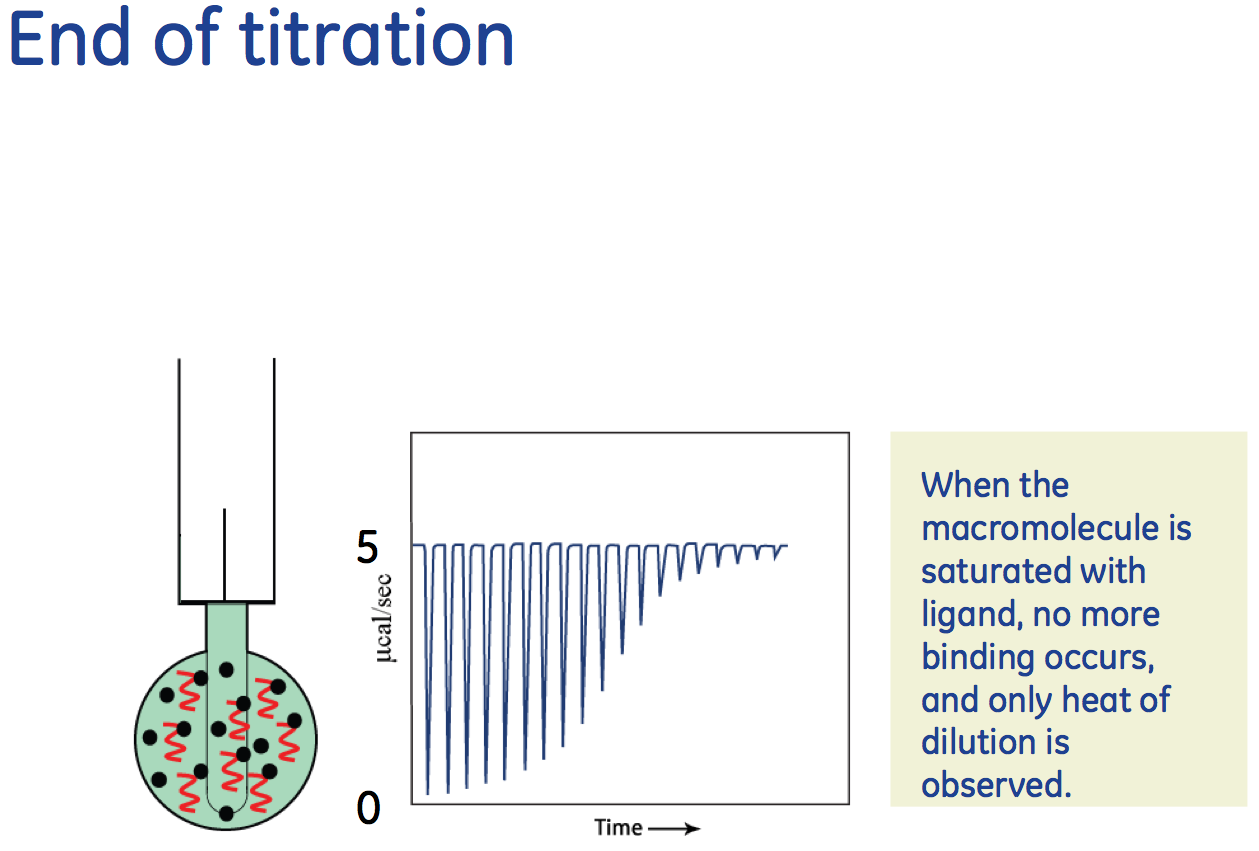 End of titration
5
µcal/sec
0
Time
When the
macromolecule is
saturated with
ligand, no more
binding occurs,
and only heat of
dilution is
observed.